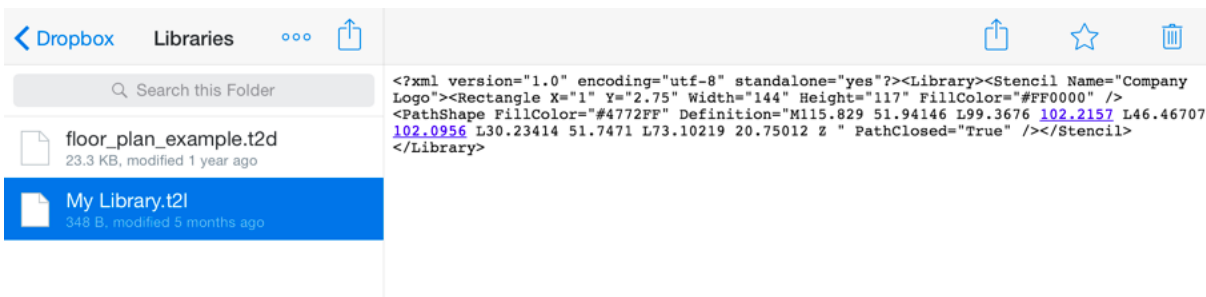 Dropbox Libraries
Search this Folder
floor_plan_example.t2d
23.3 KB, modified 1 year ago
My Library.t2l
348 B, modified 5 months ago
<?xml version="1.0" encoding="utf-8" standalone="yes"?><Library><Stencil Name="Company
Logo"><Rectangle X="1" Y="2.75" Width="144" Height="117" FillColor="#FF0000" />
<PathShape FillColor="#4772FF" Definition="M115.829 51.94146 L99.3676 102.2157 L46.46707
102.0956 L30.23414 51.7471 L73.10219 20.75012 Z " PathClosed="True" /></Stencil>
</Library>